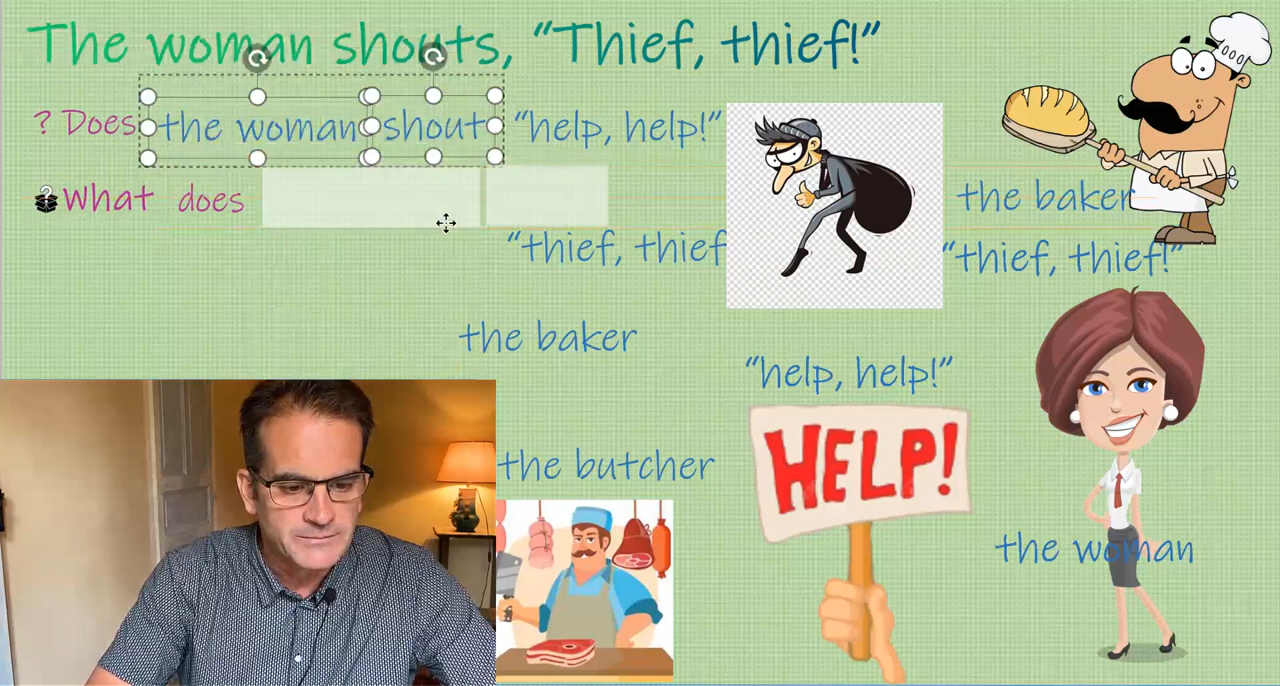 The woman shouts, “Thief, thief!”
? Does the woman shout “help, help!”
What does
the baker
“thief, thief
“thief, thief!”
the baker
“help, help!”
HELP!
the butcher
the woman